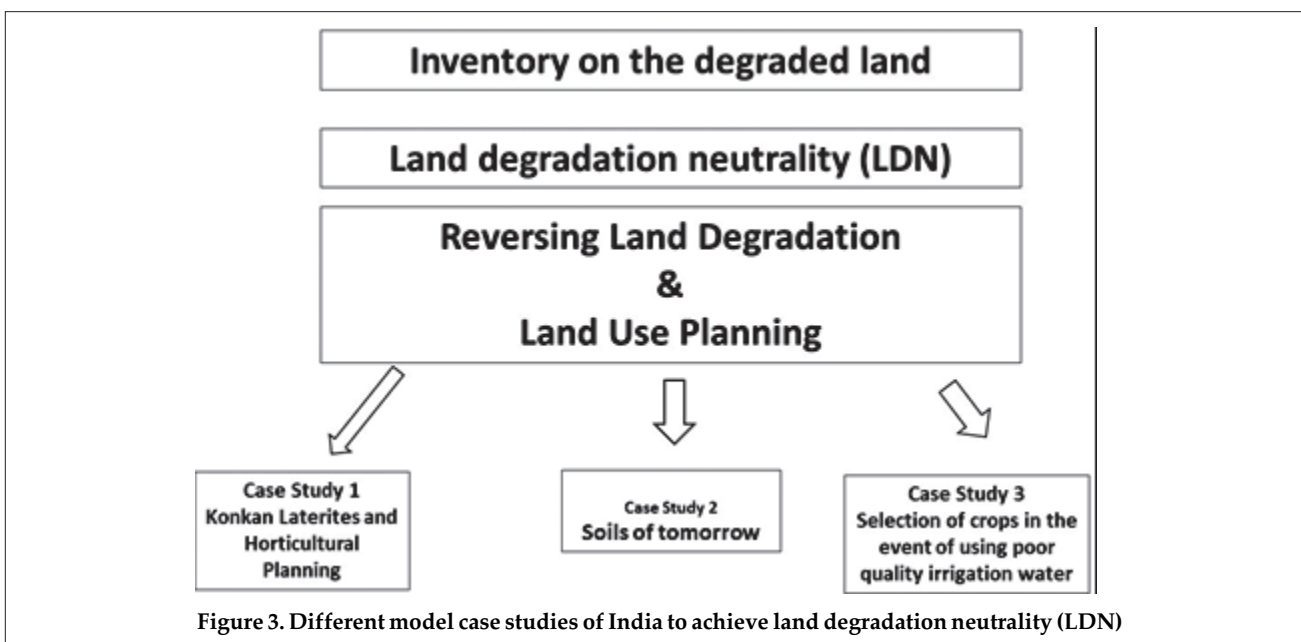 Inventory on the degraded land
Land degradation neutrality (LDN)
Reversing Land Degradation
&
Land Use Planning
Case Study 1
Konkan Laterites and
Horticultural
Planning
Case Study 2
Soils of tomorrow
Case Study 3
Selection of crops in the
event of using poor
quality irrigation water
Figure 3. Different model case studies of India to achieve land degradation neutrality (LDN)